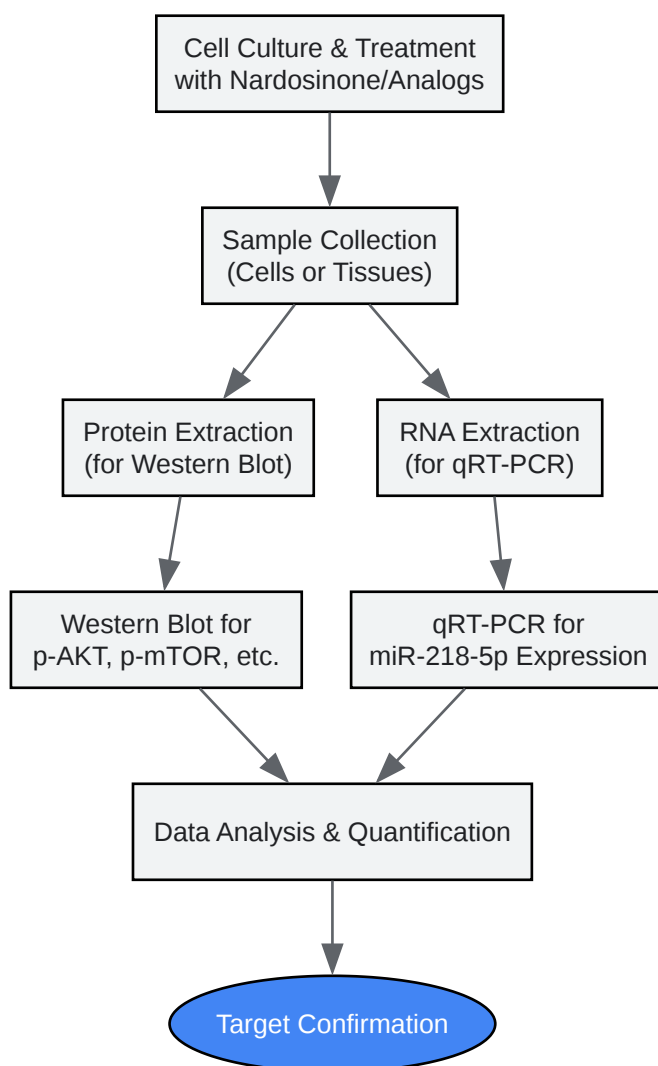 Cell Culture & Treatment
with Nardosinone/Analogs
Sample Collection
(Cells or Tissues)
Protein Extraction
(for Western Blot)
RNA Extraction
(for qRT-PCR)
Western Blot for
p-AKT, p-mTOR, etc.
qRT-PCR for
miR-218-5p Expression
Data Analysis & Quantification
Target Confirmation